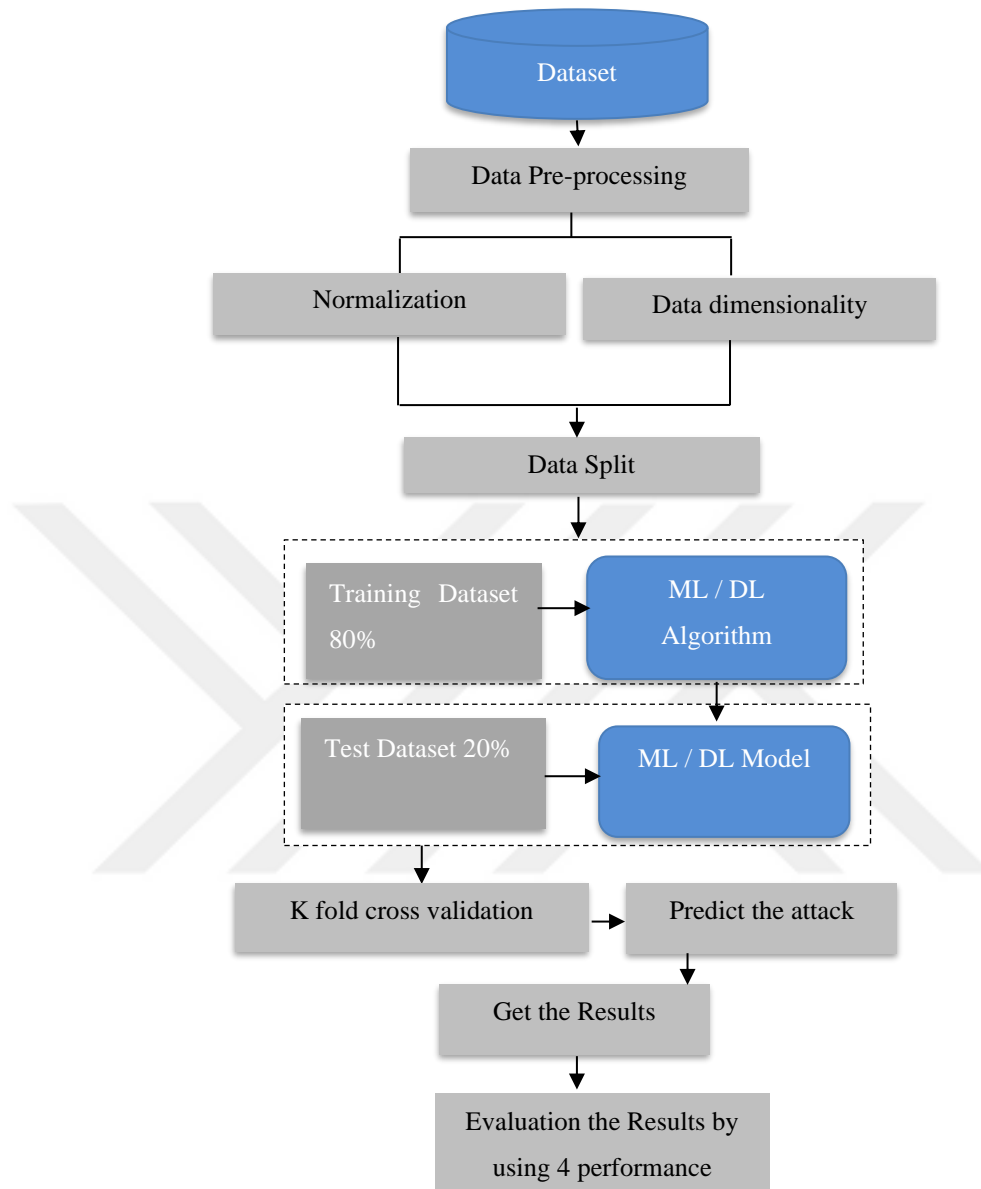 Dataset
Data Pre-processing
Normalization
Data dimensionality
Data Split
Training Dataset
80%
ML / DL
Algorithm
Test Dataset 20%
ML / DL Model
K fold cross validation
Predict the attack
Get the Results
Evaluation the Results by
using 4 performance